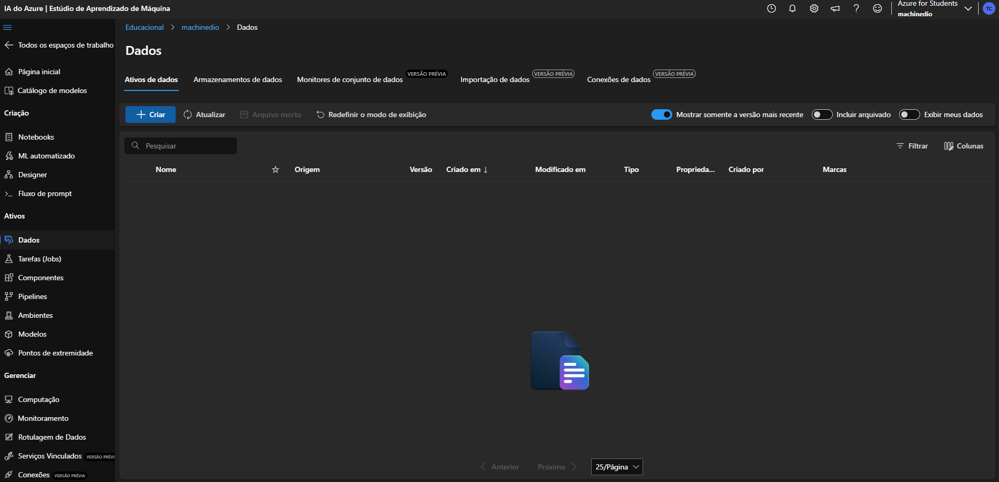 IA do Azure | Estúdio de Aprendizado de Máquina
Azure for Students
machinedio
TC
Todos os espaços de trabalho
Página inicial
Catálogo de modelos
Criação
Notebooks
ML automatizado
Designer
Fluxo de prompt
Ativos
Dados
Tarefas (Jobs)
Componentes
Pipelines
Ambientes
Modelos
Pontos de extremidade
Gerenciar
Computação
Monitoramento
Rotulagem de Dados
Serviços Vinculados VERSÃO PRÉVI
Conexões VERSÃO PRÉVIA
Educacional > machinedio > Dados
Dados
Ativos de dados Armazenamentos de dados Monitores de conjunto de dados VERSÃO PRÉVIA Importação de dados VERSÃO PRÉVIA Conexões de dados VERSÃO PRÉVIA
Criar Atualizar Arquivo morto Redefinir o modo de exibição Mostrar somente a versão mais recente Incluir arquivado Exibir meus dados
Pesquisar Filtrar Colunas
Nome Origem Versão Criado em ↓ Modificado em Tipo Proprieda... Criado por Marcas
Anterior Próximo 25/Página